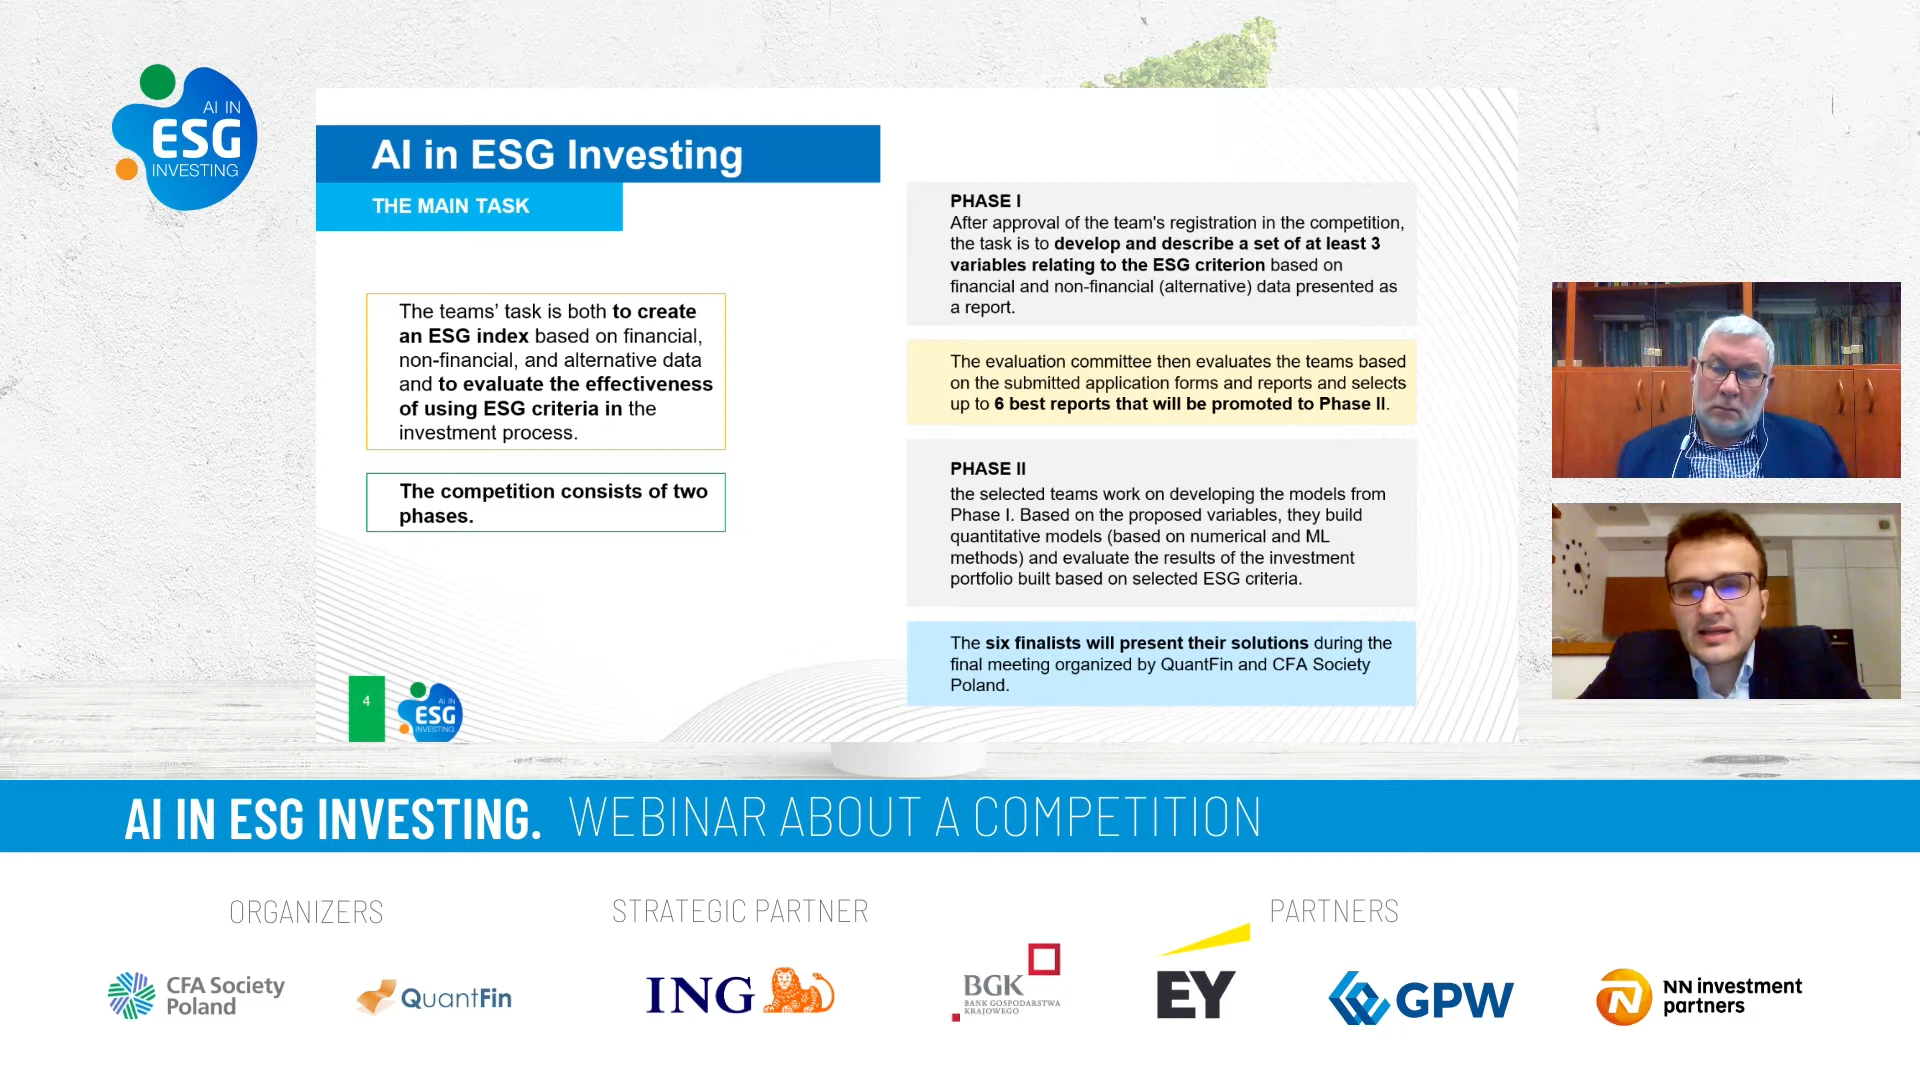 AI IN
ESG
INVESTING
AI in ESG Investing
THE MAIN TASK
The teams' task is both to create
an ESG index based on financial,
non-financial, and alternative data
and to evaluate the effectiveness
of using ESG criteria in the
investment process.
The competition consists of two
phases.
PHASE I
After approval of the team's registration in the competition,
the task is to develop and describe a set of at least 3
variables relating to the ESG criterion based on
financial and non-financial (alternative) data presented as
a report.
The evaluation committee then evaluates the teams based
on the submitted application forms and reports and selects
up to 6 best reports that will be promoted to Phase II.
PHASE II
the selected teams work on developing the models from
Phase I. Based on the proposed variables, they build
quantitative models (based on numerical and ML
methods) and evaluate the results of the investment
portfolio built based on selected ESG criteria.
The six finalists will present their solutions during the
final meeting organized by QuantFin and CFA Society
Poland.
4
AI IN
ESG
INVESTING
AI IN ESG INVESTING. WEBINAR ABOUT A COMPETITION
ORGANIZERS
STRATEGIC PARTNER
PARTNERS
CFA Society
Poland
QuantFin
ING
BGK
BANK GOSPODARSTWA
KRAJOWEGO
EY
GPW
N
NN investment
partners